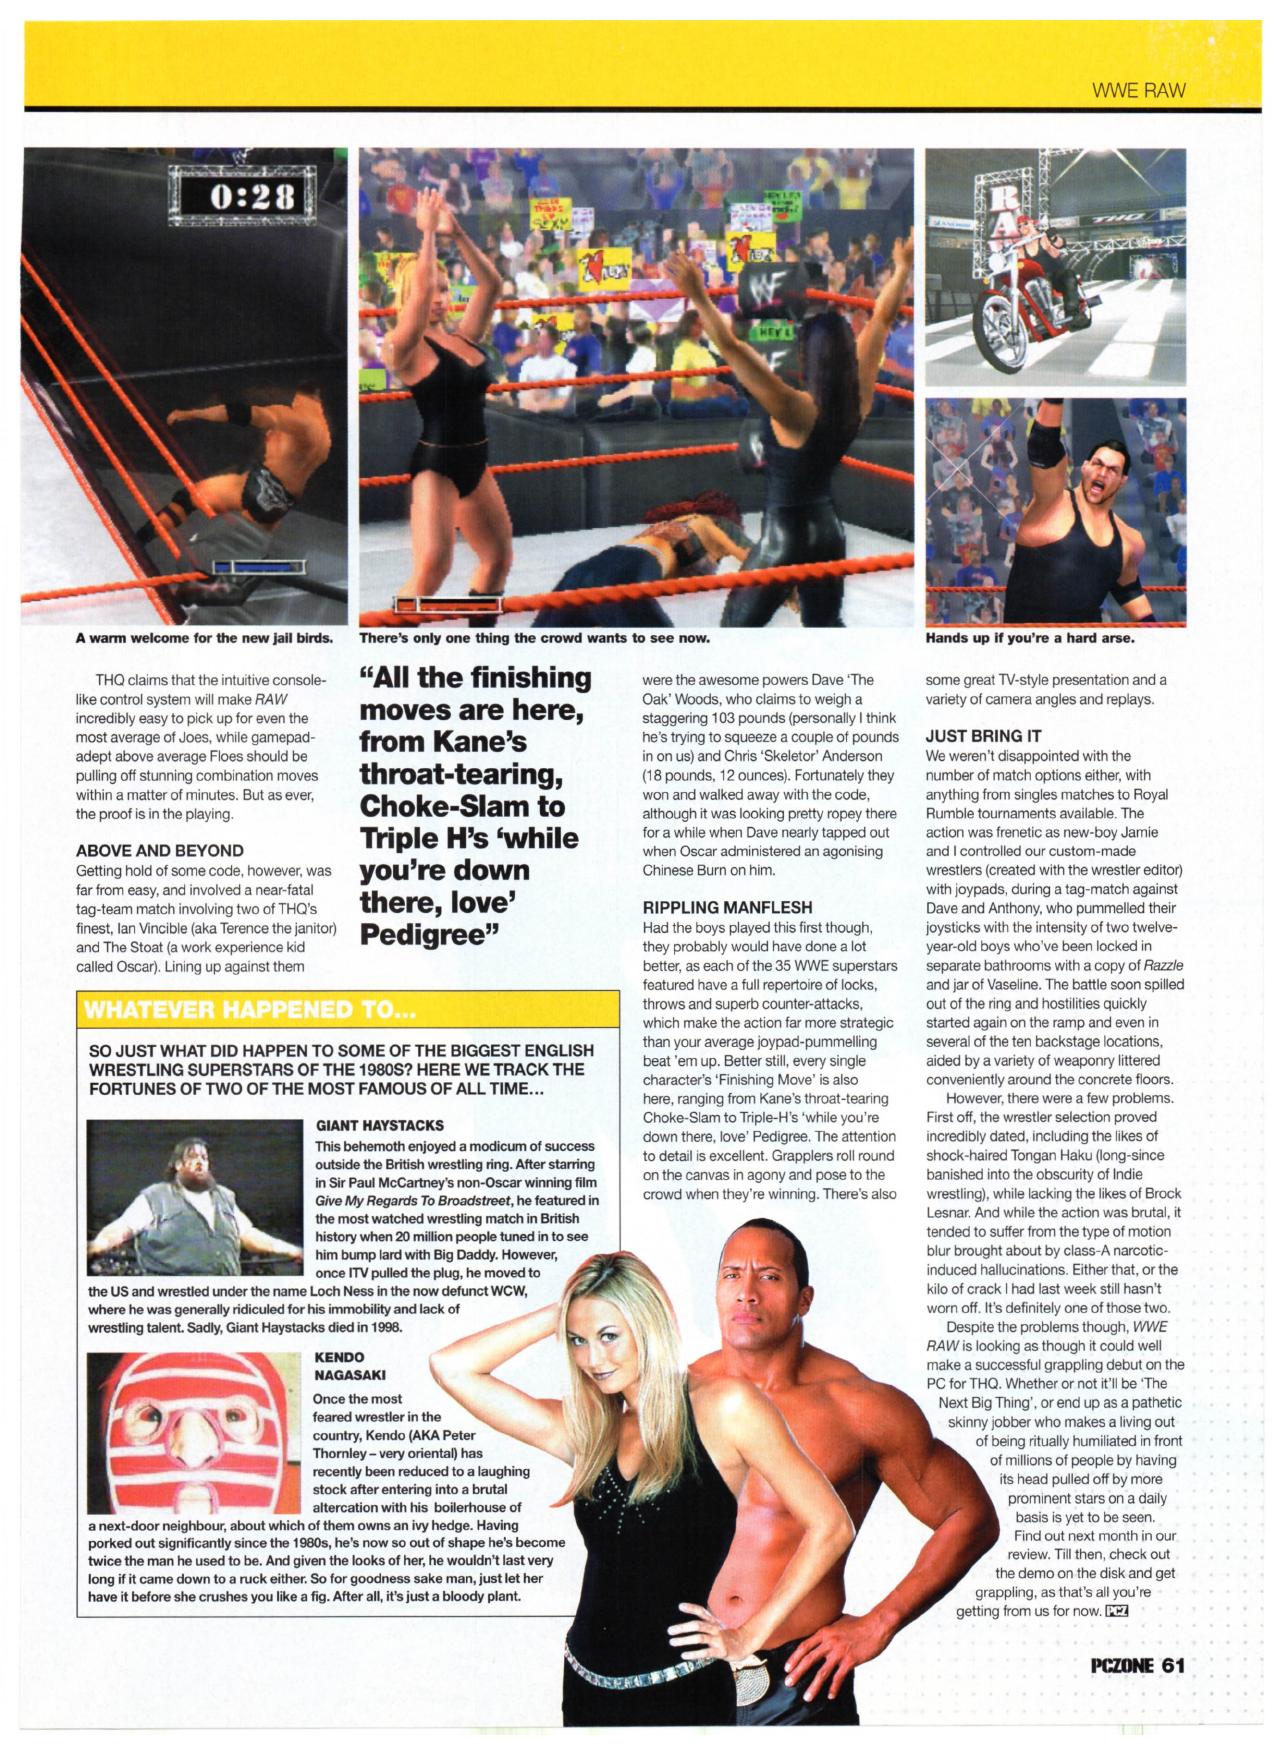 WWE RAW
0:28
RAW
THQ
HEY L
A warm welcome for the new jail birds.
There's only one thing the crowd wants to see now.
Hands up if you're a hard arse.
THQ claims that the intuitive console-
like control system will make RAW
incredibly easy to pick up for even the
most average of Joes, while gamepad-
adept above average Floes should be
pulling off stunning combination moves
within a matter of minutes. But as ever,
the proof is in the playing.
ABOVE AND BEYOND
Getting hold of some code, however, was
far from easy, and involved a near-fatal
tag-team match involving two of THQ's
finest, Ian Vincible (aka Terence the janitor)
and The Stoat (a work experience kid
called Oscar). Lining up against them
"All the finishing
moves are here,
from Kane's
throat-tearing,
Choke-Slam to
Triple H's 'while
you're down
there, love'
Pedigree"
were the awesome powers Dave 'The
Oak' Woods, who claims to weigh a
staggering 103 pounds (personally I think
he's trying to squeeze a couple of pounds
in on us) and Chris 'Skeletor' Anderson
(18 pounds, 12 ounces). Fortunately they
won and walked away with the code,
although it was looking pretty ropey there
for a while when Dave nearly tapped out
when Oscar administered an agonising
Chinese Burn on him.
RIPPLING MANFLESH
Had the boys played this first though,
they probably would have done a lot
better, as each of the 35 WWE superstars
featured have a full repertoire of locks,
throws and superb counter-attacks,
which make the action far more strategic
than your average joypad-pummelling
beat 'em up. Better still, every single
character's 'Finishing Move' is also
here, ranging from Kane's throat-tearing
Choke-Slam to Triple-H's 'while you're
down there, love' Pedigree. The attention
to detail is excellent. Grapplers roll round
on the canvas in agony and pose to the
crowd when they're winning. There's also
some great TV-style presentation and a
variety of camera angles and replays.
JUST BRING IT
We weren't disappointed with the
number of match options either, with
anything from singles matches to Royal
Rumble tournaments available. The
action was frenetic as new-boy Jamie
and I controlled our custom-made
wrestlers (created with the wrestler editor)
with joypads, during a tag-match against
Dave and Anthony, who pummelled their
joysticks with the intensity of two twelve-
year-old boys who've been locked in
separate bathrooms with a copy of Razzle
and jar of Vaseline. The battle soon spilled
out of the ring and hostilities quickly
started again on the ramp and even in
several of the ten backstage locations,
aided by a variety of weaponry littered
conveniently around the concrete floors.
However, there were a few problems.
First off, the wrestler selection proved
incredibly dated, including the likes of
shock-haired Tongan Haku (long-since
banished into the obscurity of Indie
wrestling), while lacking the likes of Brock
Lesnar. And while the action was brutal, it
tended to suffer from the type of motion
blur brought about by class-A narcotic-
induced hallucinations. Either that, or the
kilo of crack I had last week still hasn't
worn off. It's definitely one of those two.
Despite the problems though, WWE
RAW is looking as though it could well
make a successful grappling debut on the
PC for THQ. Whether or not it'll be 'The
Next Big Thing', or end up as a pathetic
skinny jobber who makes a living out
of being ritually humiliated in front
of millions of people by having
its head pulled off by more
prominent stars on a daily
basis is yet to be seen.
Find out next month in our
review. Till then, check out
the demo on the disk and get
grappling, as that's all you're
getting from us for now. PCZ
WHATEVER HAPPENED TO...
SO JUST WHAT DID HAPPEN TO SOME OF THE BIGGEST ENGLISH
WRESTLING SUPERSTARS OF THE 1980S? HERE WE TRACK THE
FORTUNES OF TWO OF THE MOST FAMOUS OF ALL TIME...
GIANT HAYSTACKS
This behemoth enjoyed a modicum of success
outside the British wrestling ring. After starring
in Sir Paul McCartney's non-Oscar winning film
Give My Regards To Broadstreet, he featured in
the most watched wrestling match in British
history when 20 million people tuned in to see
him bump lard with Big Daddy. However,
once ITV pulled the plug, he moved to
the US and wrestled under the name Loch Ness in the now defunct WCW,
where he was generally ridiculed for his immobility and lack of
wrestling talent. Sadly, Giant Haystacks died in 1998.
KENDO
NAGASAKI
Once the most
feared wrestler in the
country, Kendo (AKA Peter
Thornley – very oriental) has
recently been reduced to a laughing
stock after entering into a brutal
altercation with his boilerhouse of
a next-door neighbour, about which of them owns an ivy hedge. Having
porked out significantly since the 1980s, he's now so out of shape he's become
twice the man he used to be. And given the looks of her, he wouldn't last very
long if it came down to a ruck either. So for goodness sake man, just let her
have it before she crushes you like a fig. After all, it's just a bloody plant.
PCZONE 61